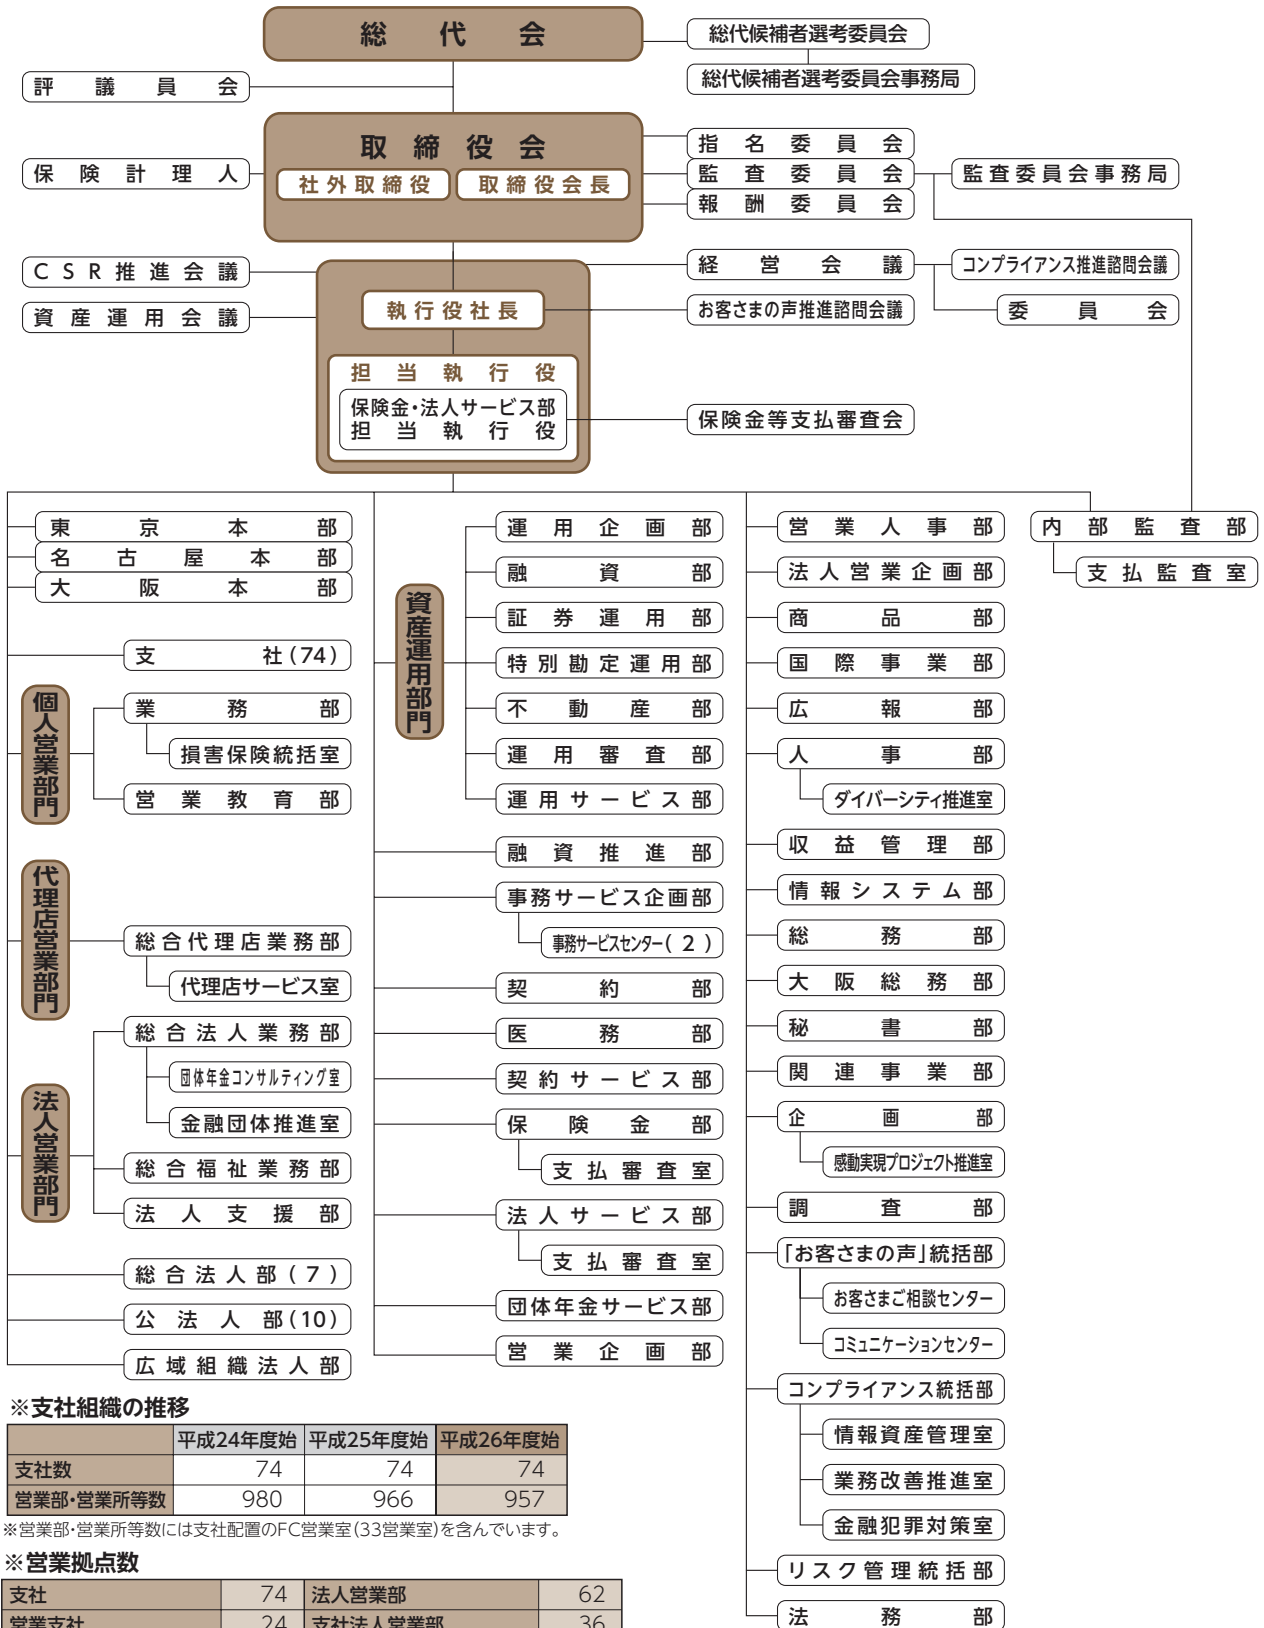 総代会
総代候補者選考委員会
総代候補者選考委員会事務局
評議員会
取締役会
社外取締役
取締役会長
保険計理人
指名委員会
監査委員会
報酬委員会
監査委員会事務局
CSR推進会議
資産運用会議
執行役社長
経営会議
お客さまの声推進諮問会議
コンプライアンス推進諮問会議
委員会
担当執行役
保険金・法人サービス部
担当執行役
保険金等支払審査会
東京本部
名古屋本部
大阪本部
支社(74)
個人営業部門
業務部
損害保険統括室
営業教育部
代理店営業部門
総合代理店業務部
代理店サービス室
法人営業部門
総合法人業務部
団体年金コンサルティング室
金融団体推進室
総合福祉業務部
法人支援部
総合法人部(7)
公法人部(10)
広域組織法人部
資産運用部門
運用企画部
融資部
証券運用部
特別勘定運用部
不動産部
運用審査部
運用サービス部
融資推進部
事務サービス企画部
事務サービスセンター(2)
契約部
医務部
契約サービス部
保険金部
支払審査室
法人サービス部
支払審査室
団体年金サービス部
営業企画部
営業人事部
法人営業企画部
商品部
国際事業部
広報部
人事部
ダイバーシティ推進室
収益管理部
情報システム部
総務部
大阪総務部
秘書部
関連事業部
企画部
感動実現プロジェクト推進室
調査部
「お客さまの声」統括部
お客さまご相談センター
コミュニケーションセンター
コンプライアンス統括部
情報資産管理室
業務改善推進室
金融犯罪対策室
リスク管理統括部
法務部
内部監査部
支払監査室
※支社組織の推移
平成24年度始 平成25年度始 平成26年度始
支社数 74 74 74
営業部・営業所等数 980 966 957
※営業部・営業所等数には支社配置のFC営業室(33営業室)を含んでいます。
※営業拠点数
支社 74 法人営業部 62
営業支社 24 支社法人営業部 36